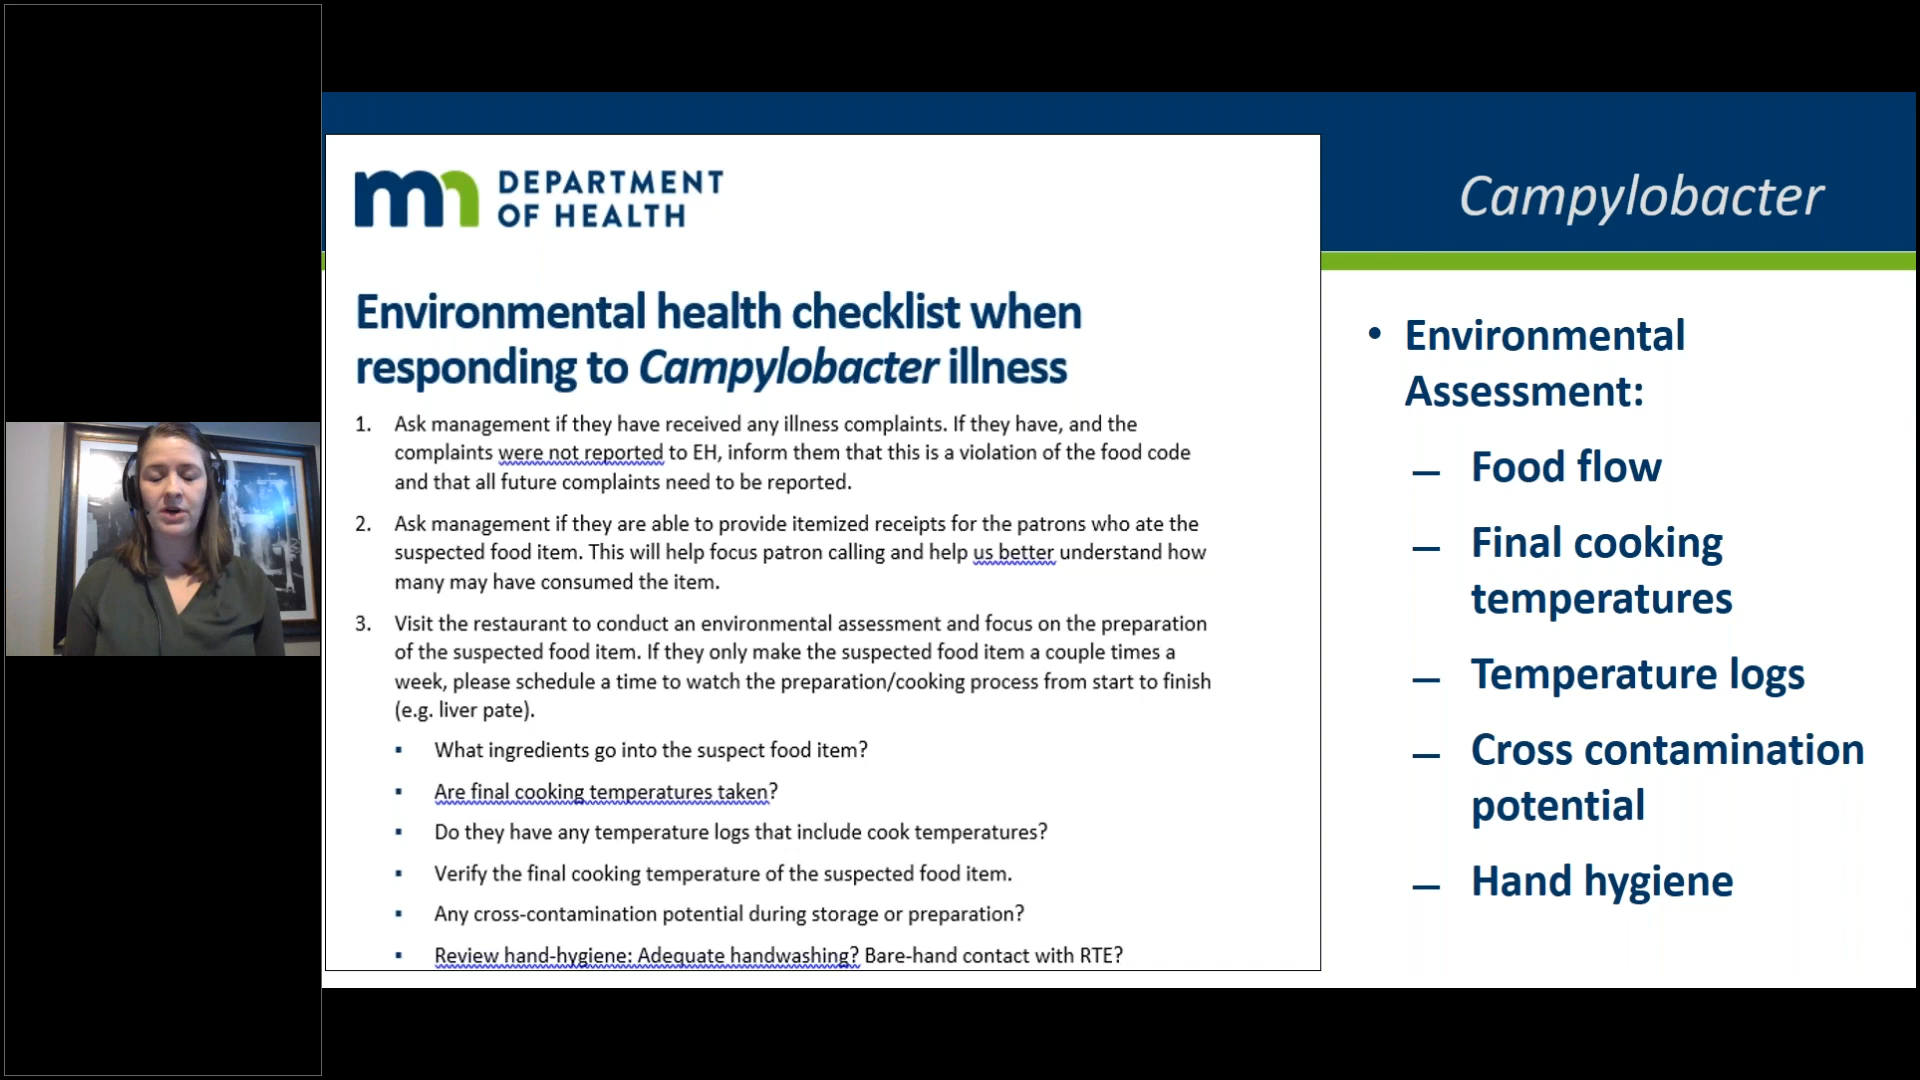 mn DEPARTMENT
OF HEALTH
Environmental health checklist when
responding to Campylobacter illness
1. Ask management if they have received any illness complaints. If they have, and the
complaints were not reported to EH, inform them that this is a violation of the food code
and that all future complaints need to be reported.
2. Ask management if they are able to provide itemized receipts for the patrons who ate the
suspected food item. This will help focus patron calling and help us better understand how
many may have consumed the item.
3. Visit the restaurant to conduct an environmental assessment and focus on the preparation
of the suspected food item. If they only make the suspected food item a couple times a
week, please schedule a time to watch the preparation/cooking process from start to finish
(e.g. liver pate).
▪ What ingredients go into the suspect food item?
▪ Are final cooking temperatures taken?
▪ Do they have any temperature logs that include cook temperatures?
▪ Verify the final cooking temperature of the suspected food item.
▪ Any cross-contamination potential during storage or preparation?
▪ Review hand-hygiene: Adequate handwashing? Bare-hand contact with RTE?
Campylobacter
• Environmental
Assessment:
– Food flow
– Final cooking
temperatures
– Temperature logs
– Cross contamination
potential
– Hand hygiene